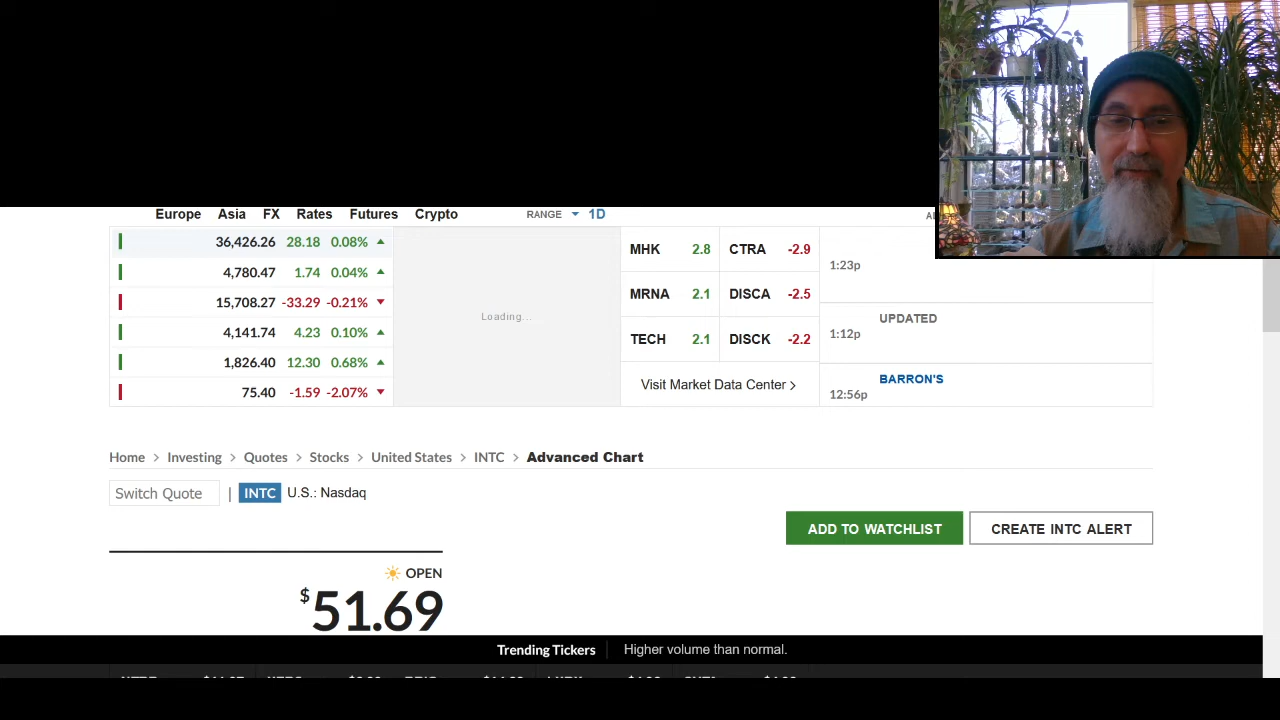 Europe Asia FX Rates Futures Crypto RANGE 1D
36,426.26 28.18 0.08%
4,780.47 1.74 0.04%
15,708.27 -33.29 -0.21%
4,141.74 4.23 0.10%
1,826.40 12.30 0.68%
75.40 -1.59 -2.07%
Loading...
MHK 2.8 CTRA -2.9
MRNA 2.1 DISCA -2.5
TECH 2.1 DISCK -2.2
Visit Market Data Center >
1:23p
UPDATED
1:12p
BARRON'S
12:56p
Home > Investing > Quotes > Stocks > United States > INTC > Advanced Chart
Switch Quote | INTC U.S.: Nasdaq
ADD TO WATCHLIST CREATE INTC ALERT
OPEN
$51.69
Trending Tickers | Higher volume than normal.